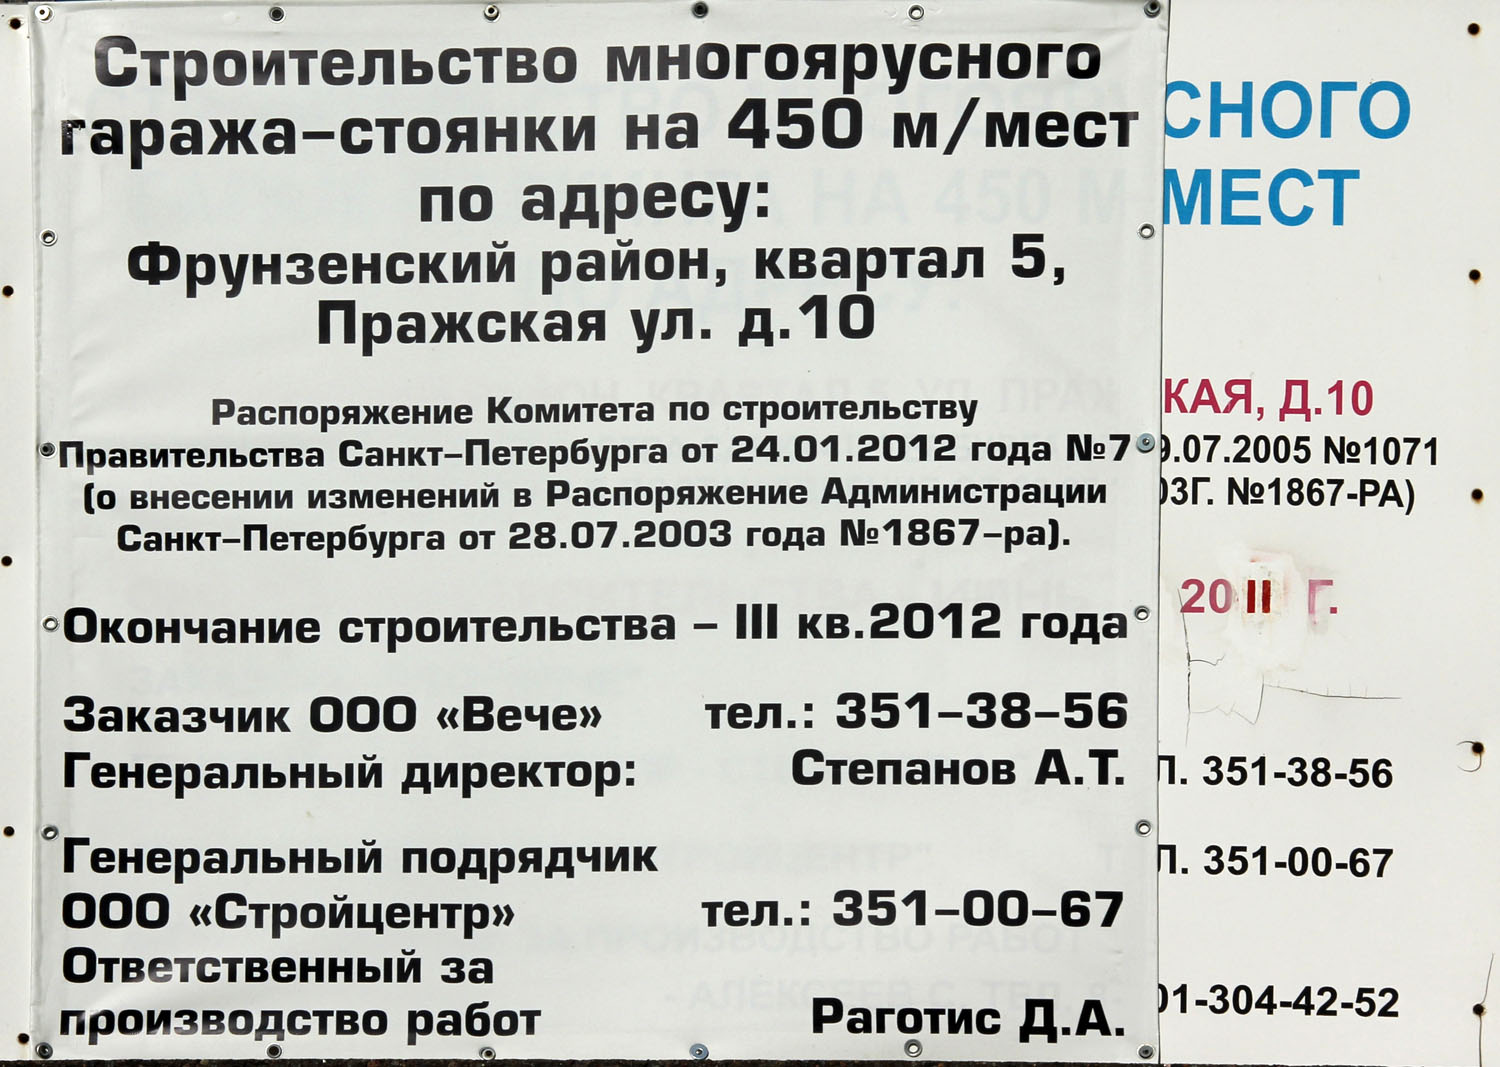 Строительство многоярусного
гаража-стоянки на 450 м/мест
по адресу:
Фрунзенский район, квартал 5,
Пражская ул. д.10
Распоряжение Комитета по строительству
Правительства Санкт-Петербурга от 24.01.2012 года №7
(о внесении изменений в Распоряжение Администрации
Санкт-Петербурга от 28.07.2003 года №1867-ра).
Окончание строительства - III кв.2012 года
Заказчик ООО «Вече» тел.: 351-38-56
Генеральный директор: Степанов А.Т.
Генеральный подрядчик
ООО «Стройцентр» тел.: 351-00-67
Ответственный за
производство работ Раготис Д.А.
СНОГО
МЕСТ
КАЯ, Д.10
9.07.2005 №1071
03Г. №1867-РА)
2011 Г.
Л. 351-38-56
Л. 351-00-67
01-304-42-52